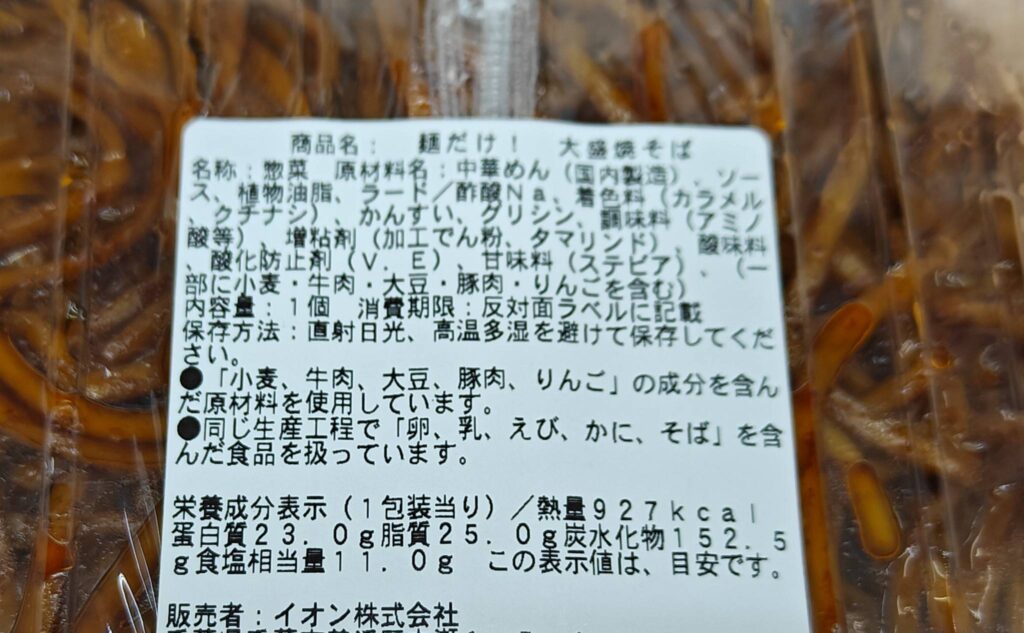 商品名： 麺だけ！ 大盛焼そば
名称：惣菜 原材料名：中華めん（国内製造）、ソー
ス、植物油脂、ラード／酢酸Ｎａ、着色料（カラメル
、クチナシ）、かんすい、グリシン、調味料（アミノ
酸等）、増粘剤（加工でん粉、タマリンド）、酸味料
、酸化防止剤（Ｖ．Ｅ）、甘味料（ステビア）、（一
部に小麦・牛肉・大豆・豚肉・りんごを含む）
内容量：１個 消費期限：反対面ラベルに記載
保存方法：直射日光、高温多湿を避けて保存してくだ
さい。
●「小麦、牛肉、大豆、豚肉、りんご」の成分を含ん
だ原材料を使用しています。
●同じ生産工程で「卵、乳、えび、かに、そば」を含
んだ食品を扱っています。
栄養成分表示（１包装当り）／熱量９２７ｋｃａｌ
蛋白質２３．０ｇ脂質２５．０ｇ炭水化物１５２．５
ｇ食塩相当量１１．０ｇ この表示値は、目安です。
販売者：イオン株式会社